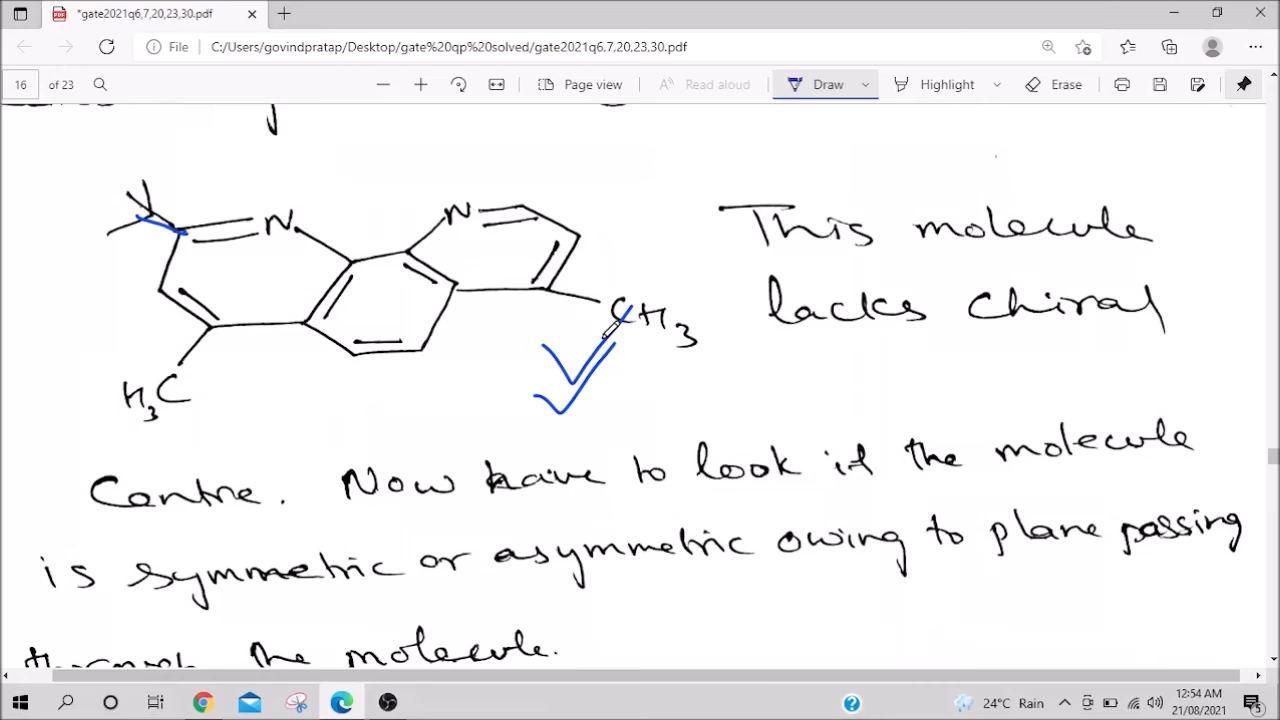 *gate2021q6,7,20,23,30.pdf
File C:/Users/govindpratap/Desktop/gate%20qp%20solved/gate2021q6,7,20,23,30.pdf
16 of 23 Page view Read aloud Draw Highlight Erase
N N
This molecule
CH3
lacks chiral
H3C
Centre. Now have to look if the molecule
is symmetric or asymmetric owing to plane passing
through the molecule.
24°C Rain 12:54 AM
21/08/2021
5